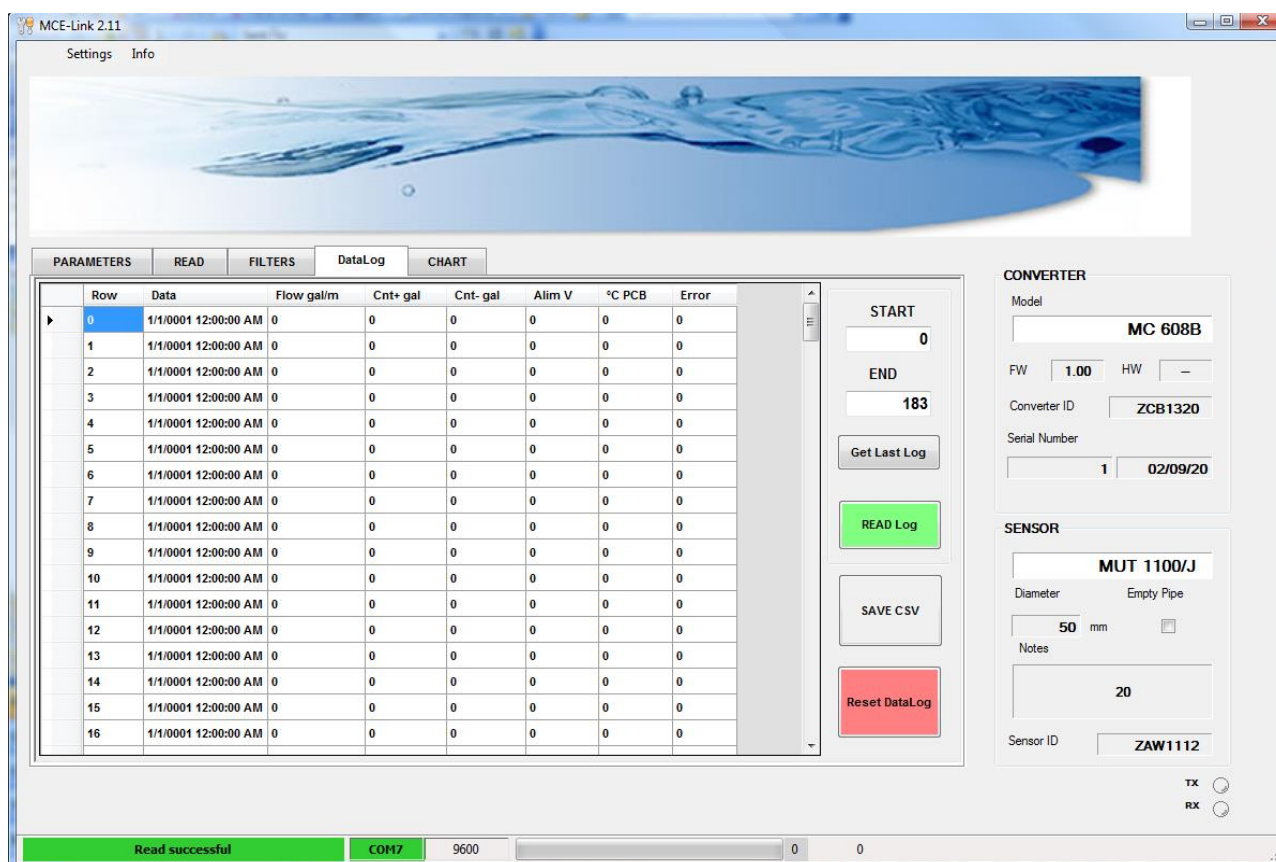 MCE-Link 2.11
Settings Info
PARAMETERS READ FILTERS DataLog CHART
Row Data Flow gal/m Cnt+ gal Cnt- gal Alim V °C PCB Error
0 1/1/0001 12:00:00 AM 0 0 0 0 0 0
1 1/1/0001 12:00:00 AM 0 0 0 0 0 0
2 1/1/0001 12:00:00 AM 0 0 0 0 0 0
3 1/1/0001 12:00:00 AM 0 0 0 0 0 0
4 1/1/0001 12:00:00 AM 0 0 0 0 0 0
5 1/1/0001 12:00:00 AM 0 0 0 0 0 0
6 1/1/0001 12:00:00 AM 0 0 0 0 0 0
7 1/1/0001 12:00:00 AM 0 0 0 0 0 0
8 1/1/0001 12:00:00 AM 0 0 0 0 0 0
9 1/1/0001 12:00:00 AM 0 0 0 0 0 0
10 1/1/0001 12:00:00 AM 0 0 0 0 0 0
11 1/1/0001 12:00:00 AM 0 0 0 0 0 0
12 1/1/0001 12:00:00 AM 0 0 0 0 0 0
13 1/1/0001 12:00:00 AM 0 0 0 0 0 0
14 1/1/0001 12:00:00 AM 0 0 0 0 0 0
15 1/1/0001 12:00:00 AM 0 0 0 0 0 0
16 1/1/0001 12:00:00 AM 0 0 0 0 0 0
START
0
END
183
Get Last Log
READ Log
SAVE CSV
Reset DataLog
CONVERTER
Model
MC 608B
FW 1.00 HW –
Converter ID ZCB1320
Serial Number
1 02/09/20
SENSOR
MUT 1100/J
Diameter Empty Pipe
50 mm
Notes
20
Sensor ID ZAW1112
TX
RX
Read successful COM7 9600 0 0